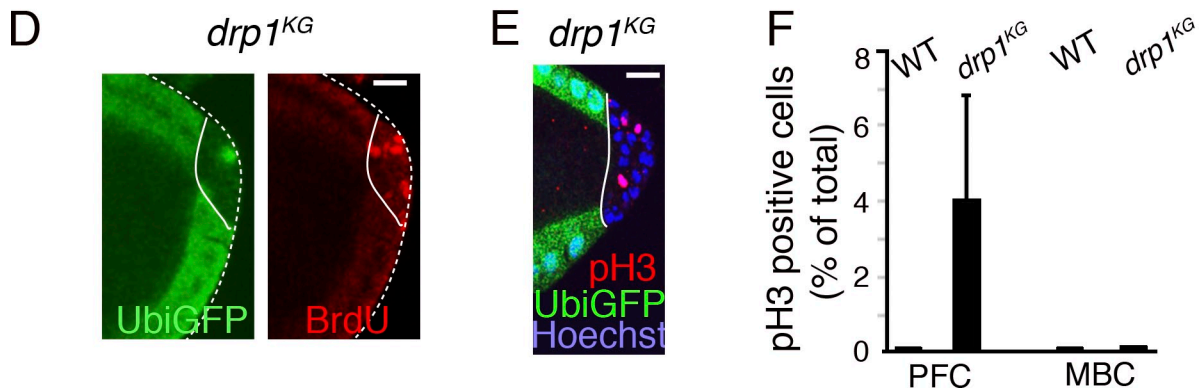 D
drp1KG
UbiGFP
BrdU
E
drp1KG
pH3
UbiGFP
Hoechst
F
pH3 positive cells
(% of total)
8
6
4
2
0
WT
drp1KG
WT
drp1KG
PFC
MBC